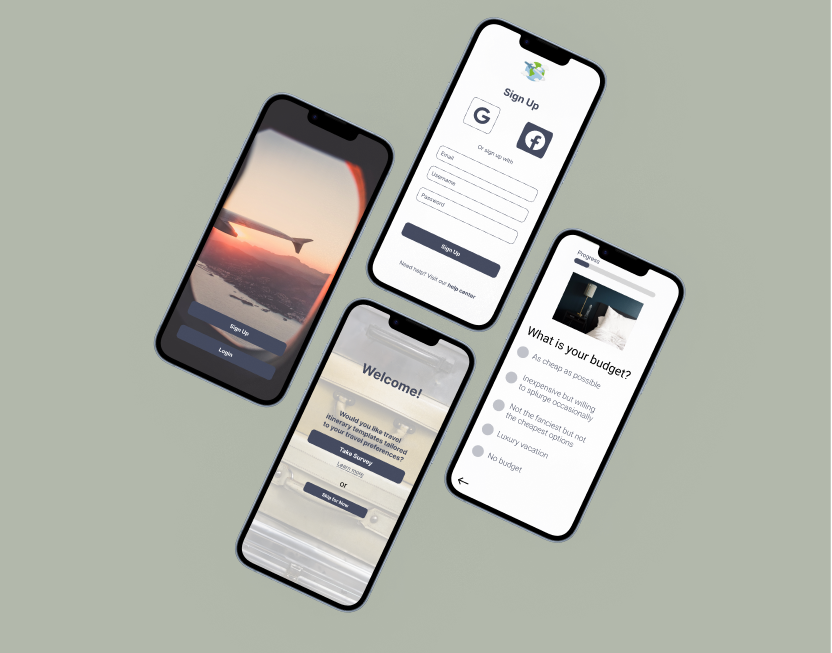 Sign Up
Login
Sign Up
G
f
Or sign up with
Email
Username
Password
Sign Up
Need help? Visit our help center
Welcome!
Would you like travel
itinerary templates tailored
to your travel preferences?
Take Survey
Learn more
or
Skip for Now
Progress
What is your budget?
As cheap as possible
Inexpensive but willing
to splurge occasionally
Not the fanciest but not
the cheapest options
Luxury vacation
No budget